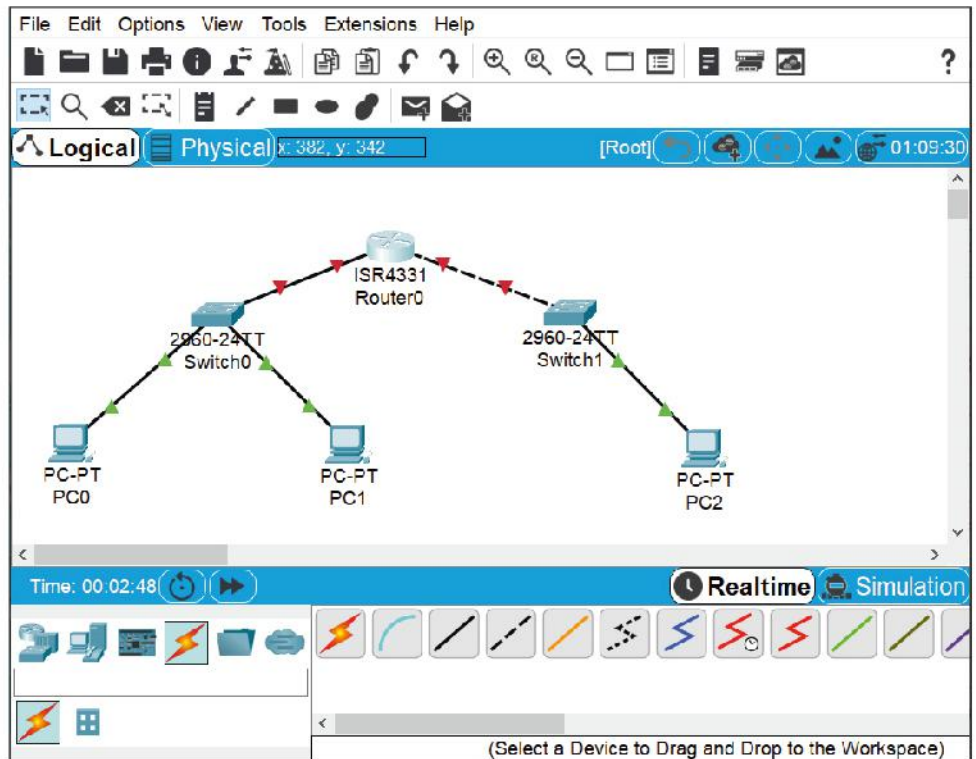 File Edit Options View Tools Extensions Help
?
Logical Physical x: 382, y: 342 [Root] 01:09:30
ISR4331
Router0
2960-24TT
Switch0
2960-24TT
Switch1
PC-PT
PC0
PC-PT
PC1
PC-PT
PC2
Time: 00:02:48 Realtime Simulation
(Select a Device to Drag and Drop to the Workspace)